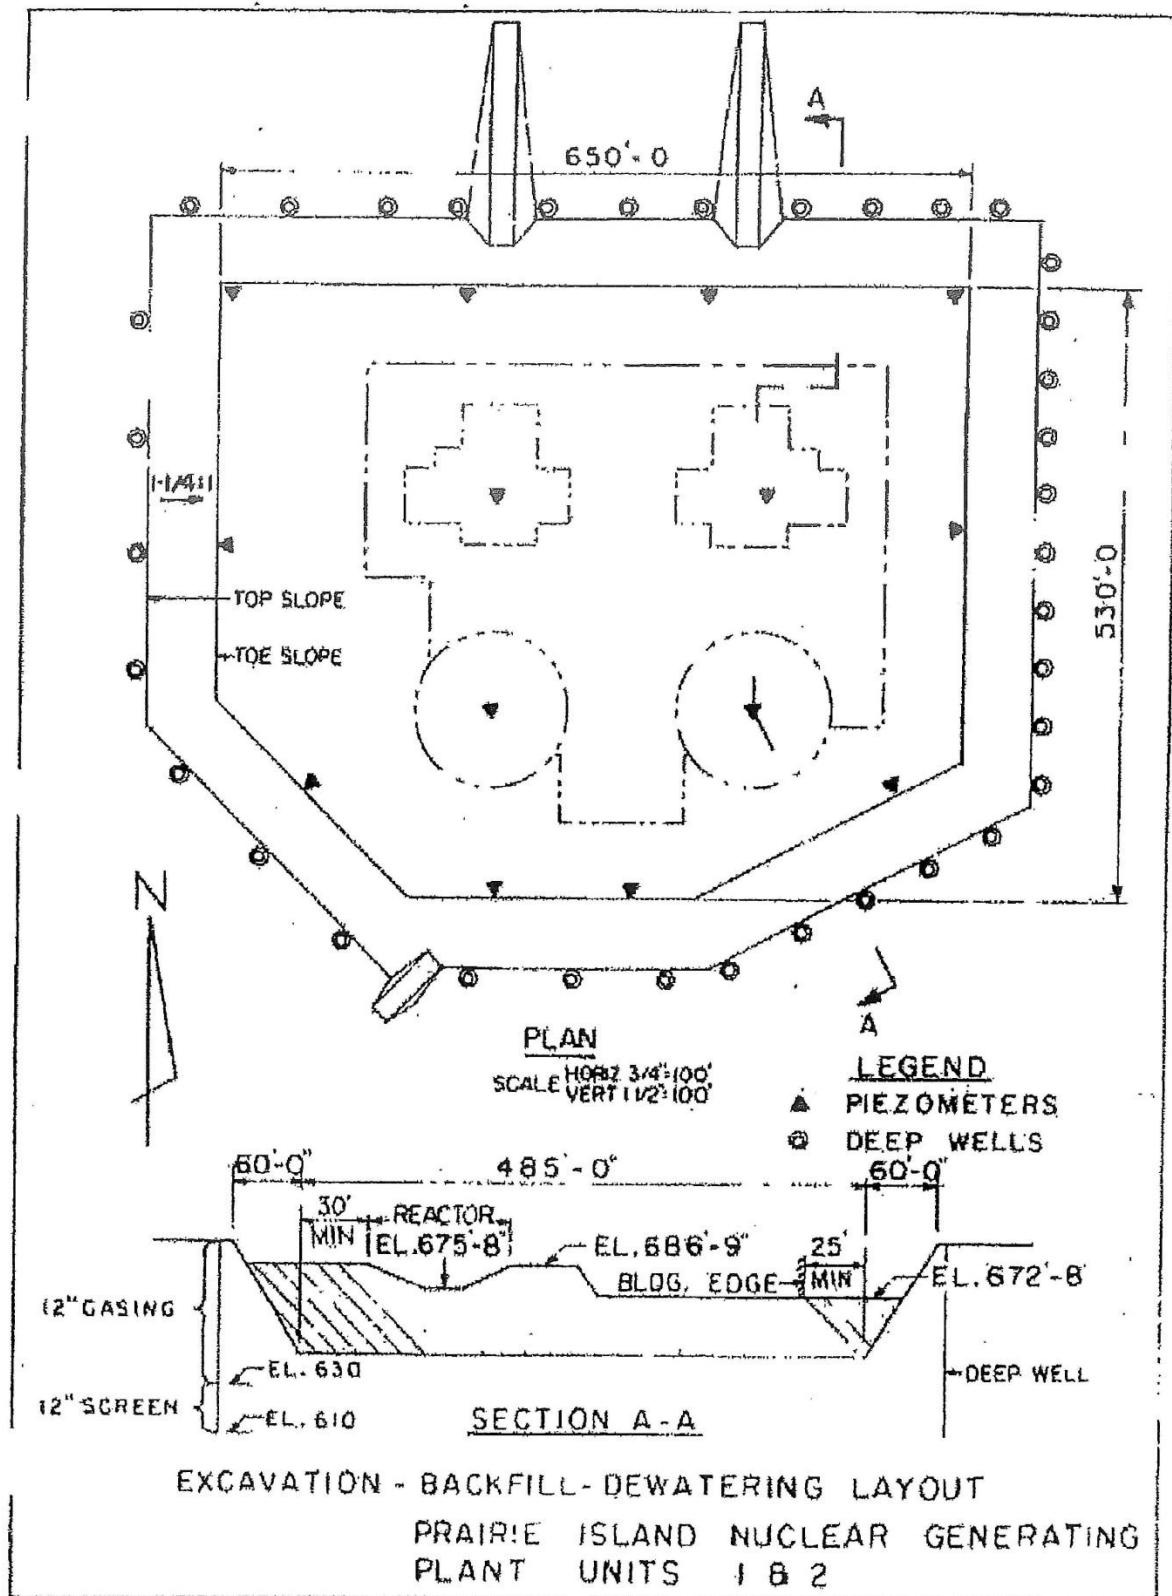 A
650'-0
1-1/4:1
TOP SLOPE
TOE SLOPE
530'-0
N
A
PLAN
SCALE HORIZ 3/4"=100'
VERT 1 1/2"=100'
LEGEND
PIEZOMETERS
DEEP WELLS
60'-0"
485'-0"
60'-0"
30'
MIN
REACTOR
EL.675'-8"
EL.686'-9"
25'
MIN
BLDG. EDGE
EL.672'-8'
12" CASING
EL. 630
DEEP WELL
12" SCREEN
EL. 610
SECTION A-A
EXCAVATION - BACKFILL - DEWATERING LAYOUT
PRAIRIE ISLAND NUCLEAR GENERATING
PLANT UNITS 1 & 2